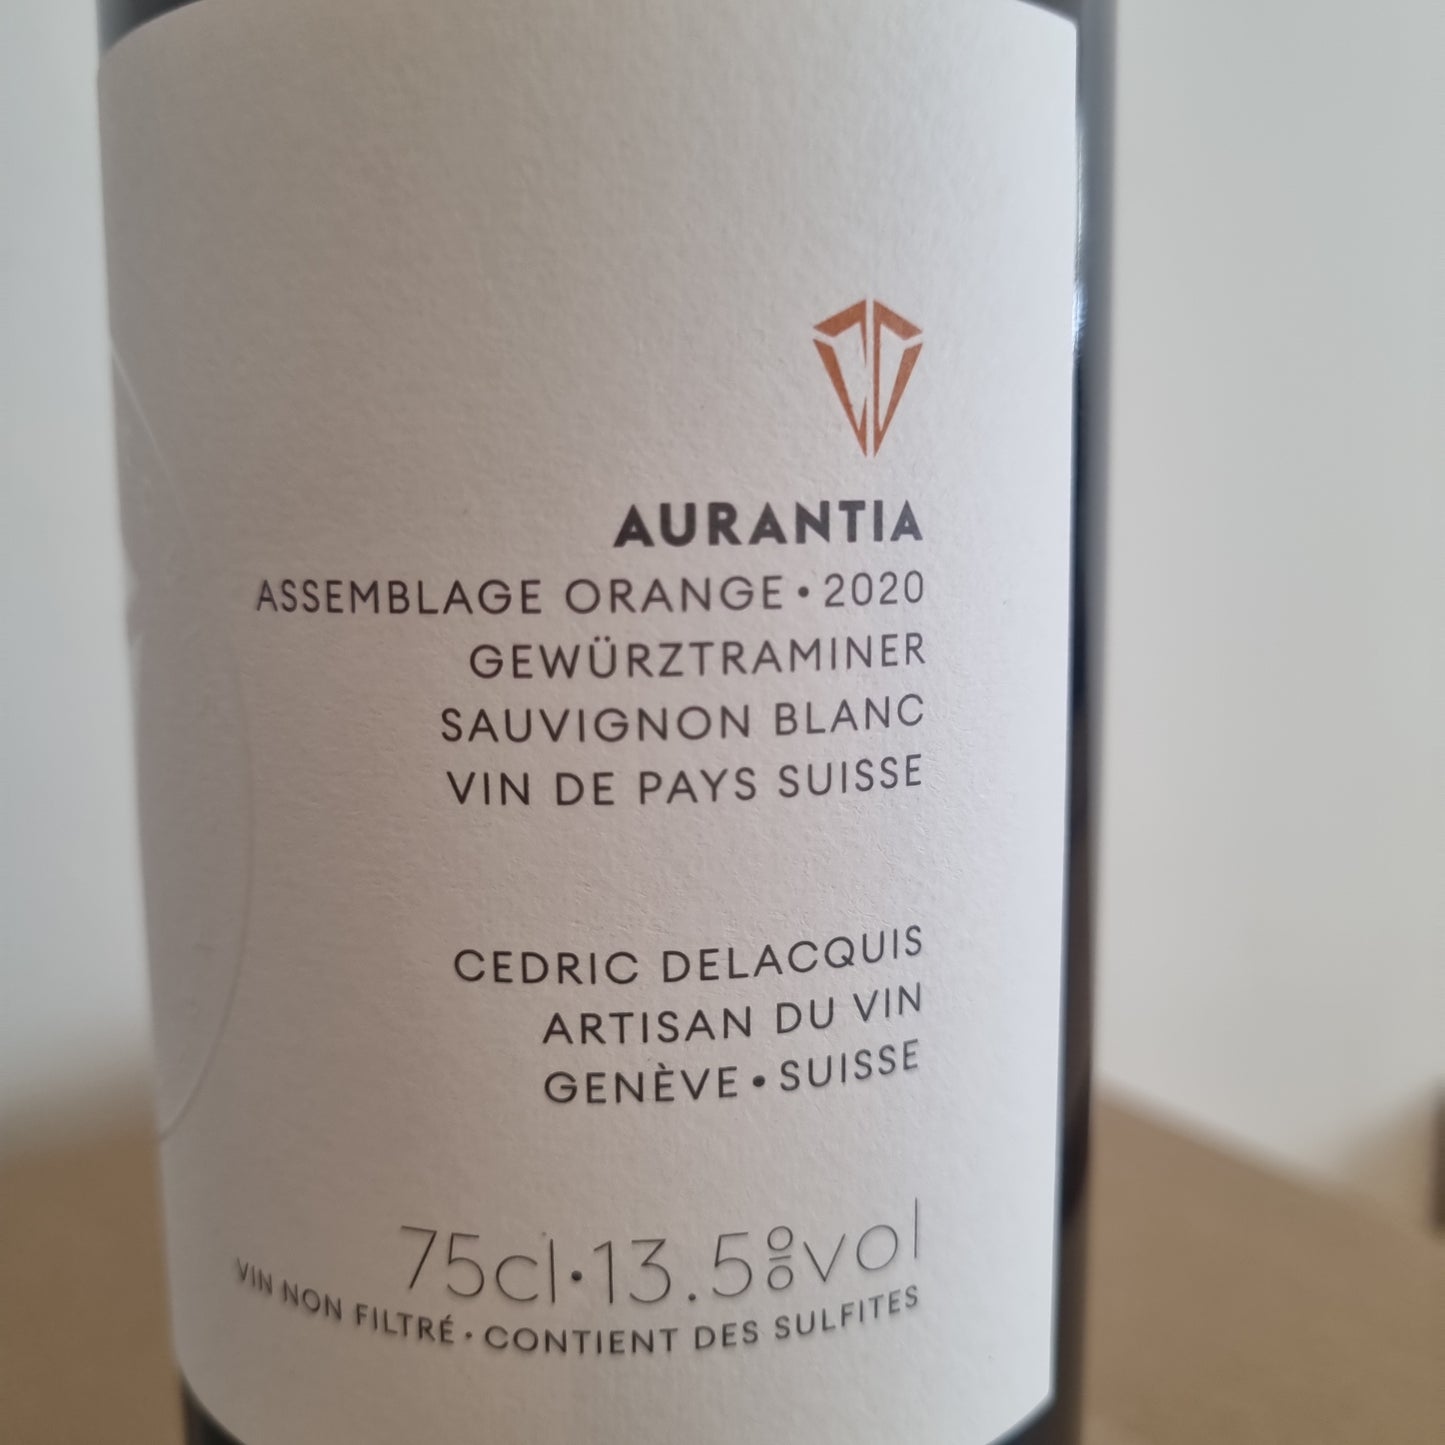 AURANTIA
ASSEMBLAGE ORANGE • 2020
GEWÜRZTRAMINER
SAUVIGNON BLANC
VIN DE PAYS SUISSE
CEDRIC DELACQUIS
ARTISAN DU VIN
GENÈVE • SUISSE
75cl • 13.5%vol
VIN NON FILTRÉ • CONTIENT DES SULFITES